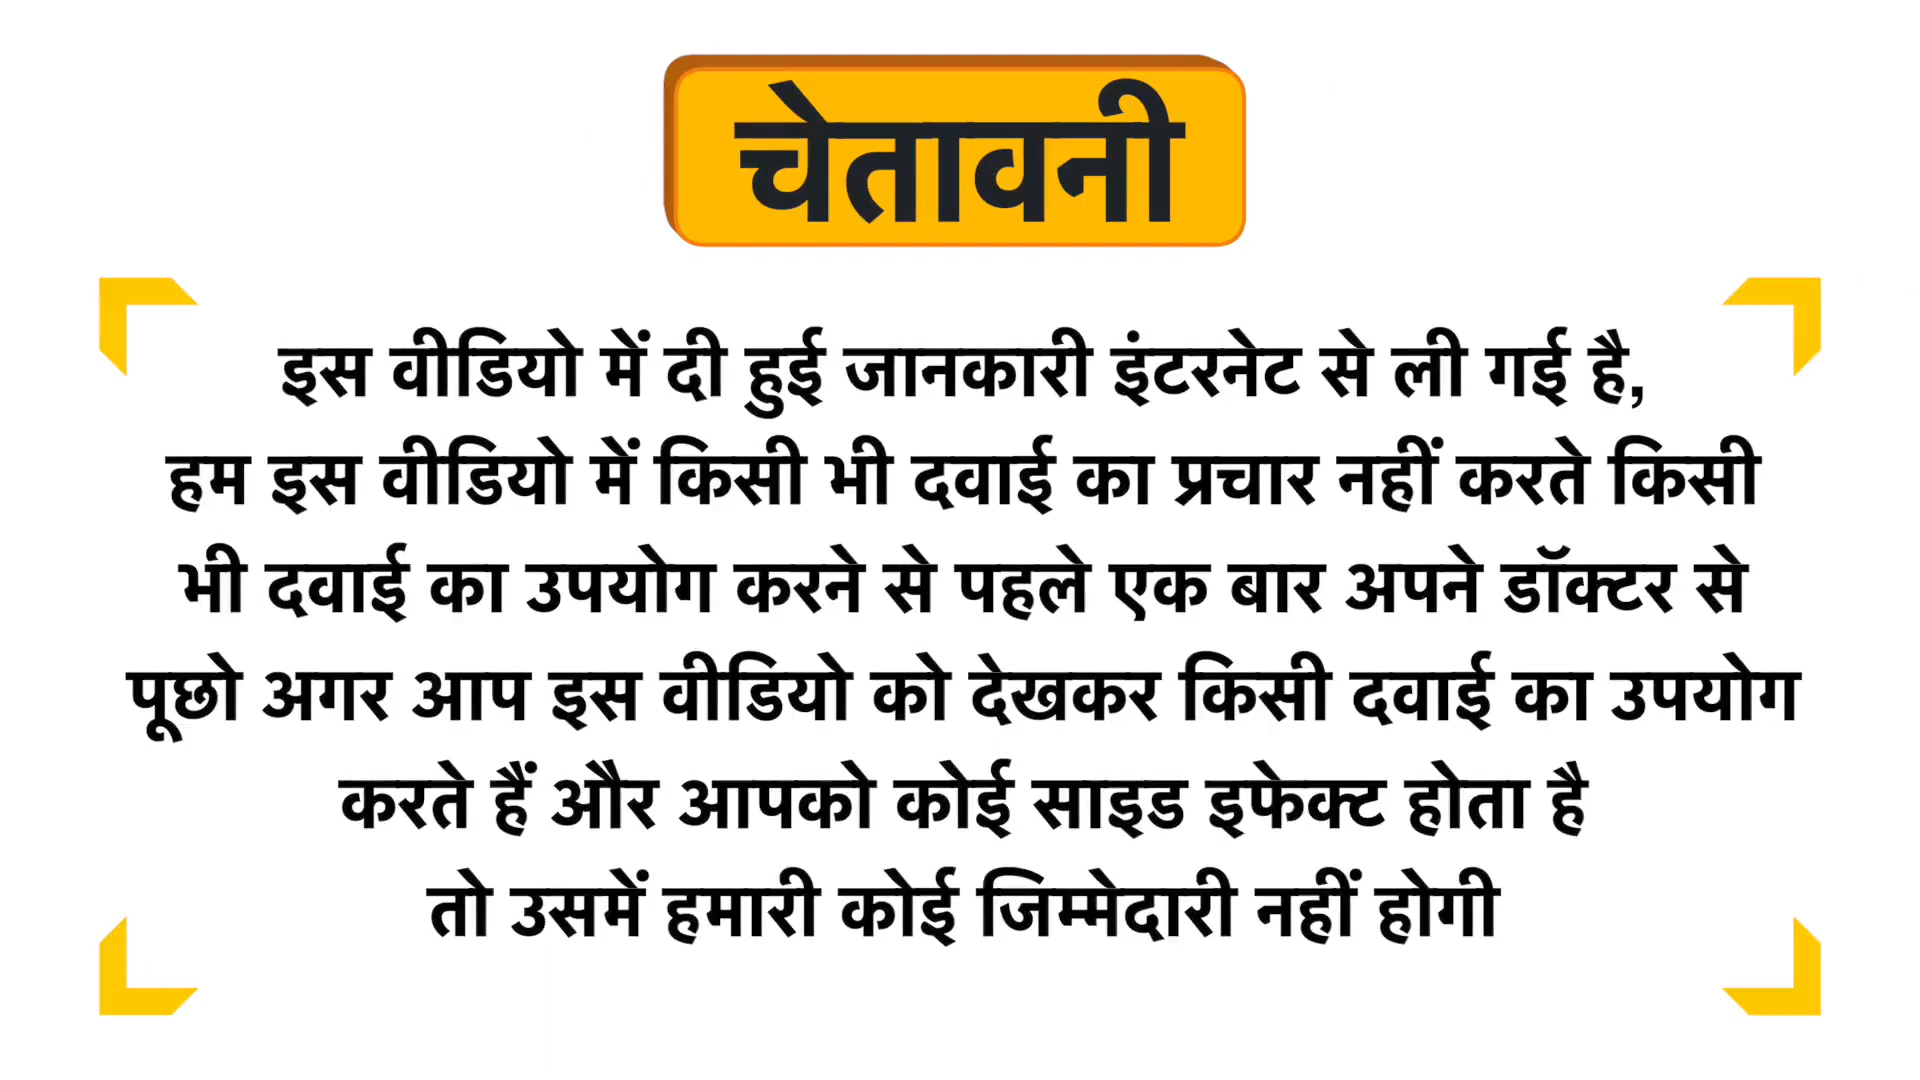 चेतावनी
इस वीडियो में दी हुई जानकारी इंटरनेट से ली गई है,
हम इस वीडियो में किसी भी दवाई का प्रचार नहीं करते किसी
भी दवाई का उपयोग करने से पहले एक बार अपने डॉक्टर से
पूछो अगर आप इस वीडियो को देखकर किसी दवाई का उपयोग
करते हैं और आपको कोई साइड इफेक्ट होता है
तो उसमें हमारी कोई जिम्मेदारी नहीं होगी